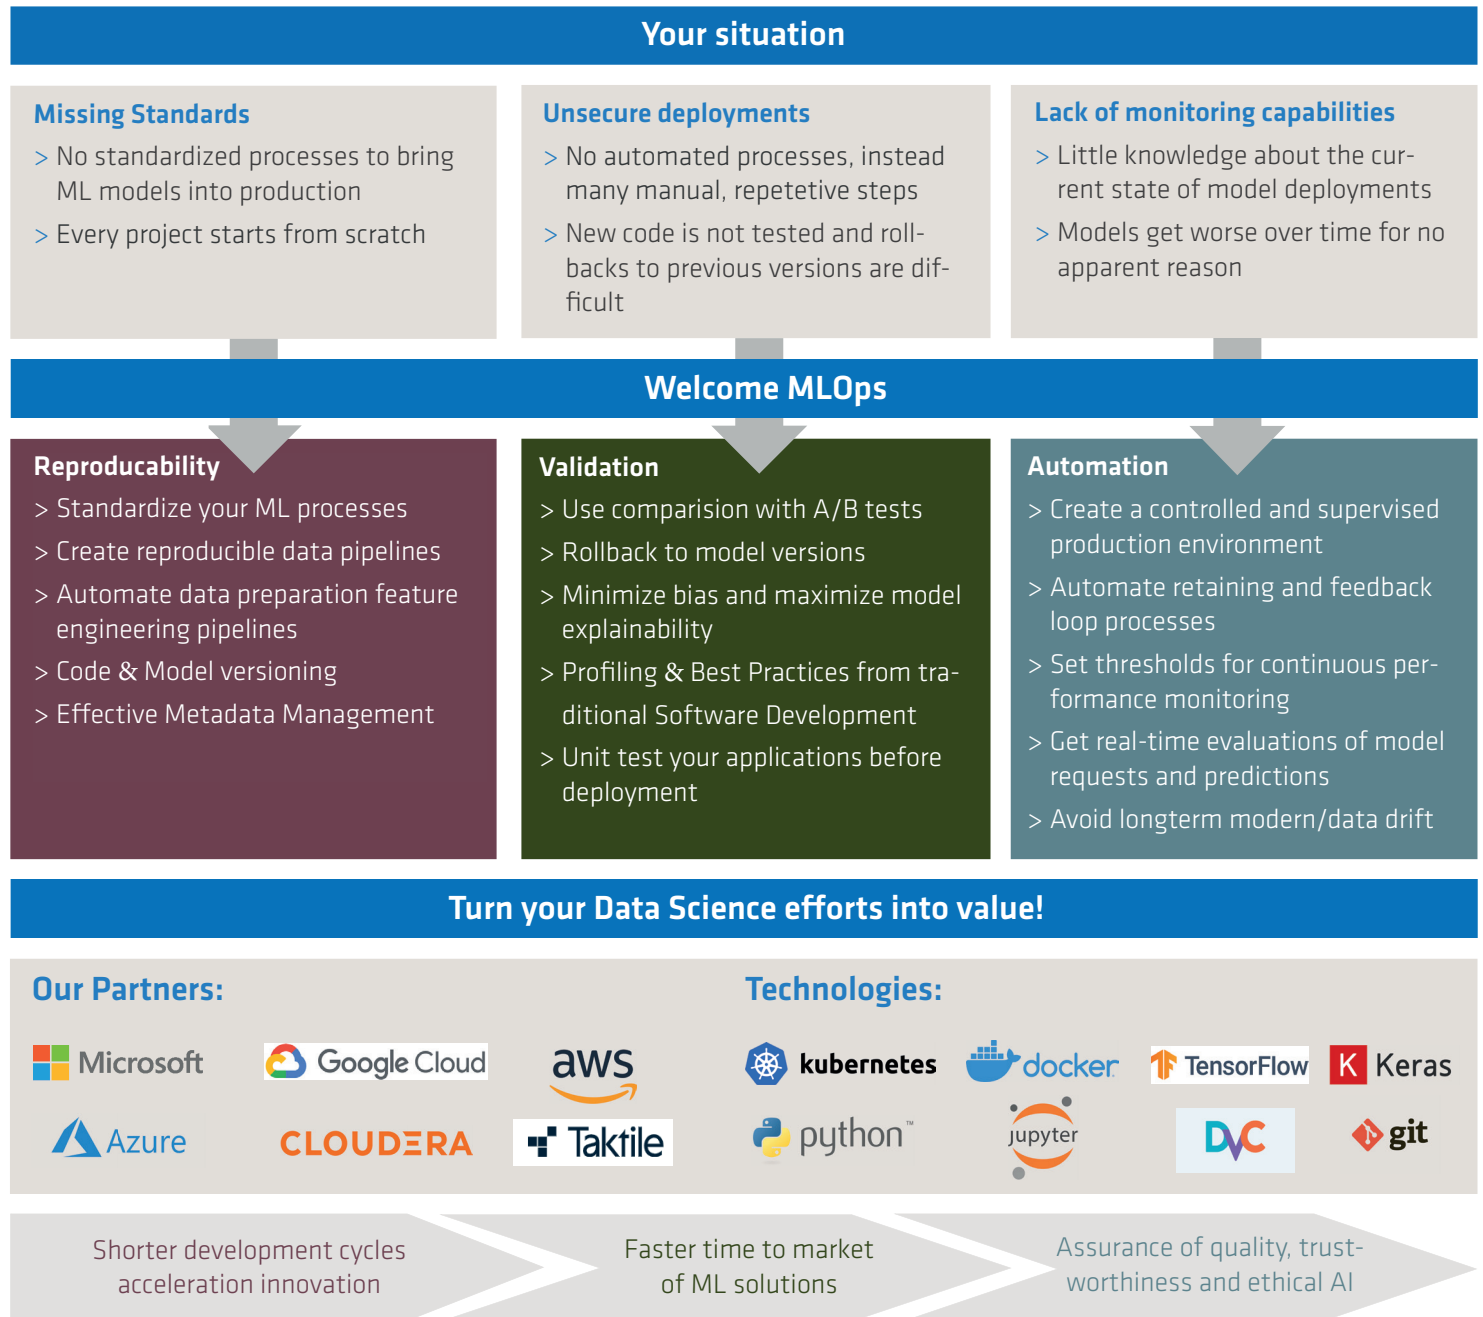 Your situation
Missing Standards
> No standardized processes to bring
ML models into production
> Every project starts from scratch
Unsecure deployments
> No automated processes, instead
many manual, repetetive steps
> New code is not tested and roll-
backs to previous versions are dif-
ficult
Lack of monitoring capabilities
> Little knowledge about the cur-
rent state of model deployments
> Models get worse over time for no
apparent reason
Welcome MLOps
Reproducability
> Standardize your ML processes
> Create reproducible data pipelines
> Automate data preparation feature
engineering pipelines
> Code & Model versioning
> Effective Metadata Management
Validation
> Use comparision with A/B tests
> Rollback to model versions
> Minimize bias and maximize model
explainability
> Profiling & Best Practices from tra-
ditional Software Development
> Unit test your applications before
deployment
Automation
> Create a controlled and supervised
production environment
> Automate retaining and feedback
loop processes
> Set thresholds for continuous per-
formance monitoring
> Get real-time evaluations of model
requests and predictions
> Avoid longterm modern/data drift
Turn your Data Science efforts into value!
Our Partners:
Microsoft
Google Cloud
aws
Azure
CLOUDERA
Taktile
Technologies:
kubernetes
docker
TensorFlow
K Keras
python™
jupyter
DVC
git
Shorter development cycles
acceleration innovation
Faster time to market
of ML solutions
Assurance of quality, trust-
worthiness and ethical AI